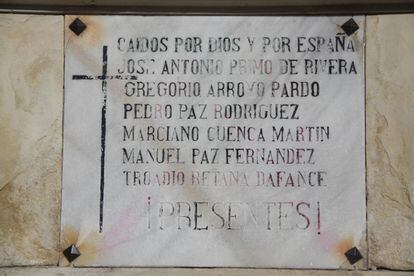 CAIDOS POR DIOS Y POR ESPAÑA
JOSE ANTONIO PRIMO DE RIVERA
GREGORIO ARROYO PARDO
PEDRO PAZ RODRIGUEZ
MARCIANO CUENCA MARTIN
MANUEL PAZ FERNANDEZ
TROADIO RETANA DAFANCE
¡PRESENTES!